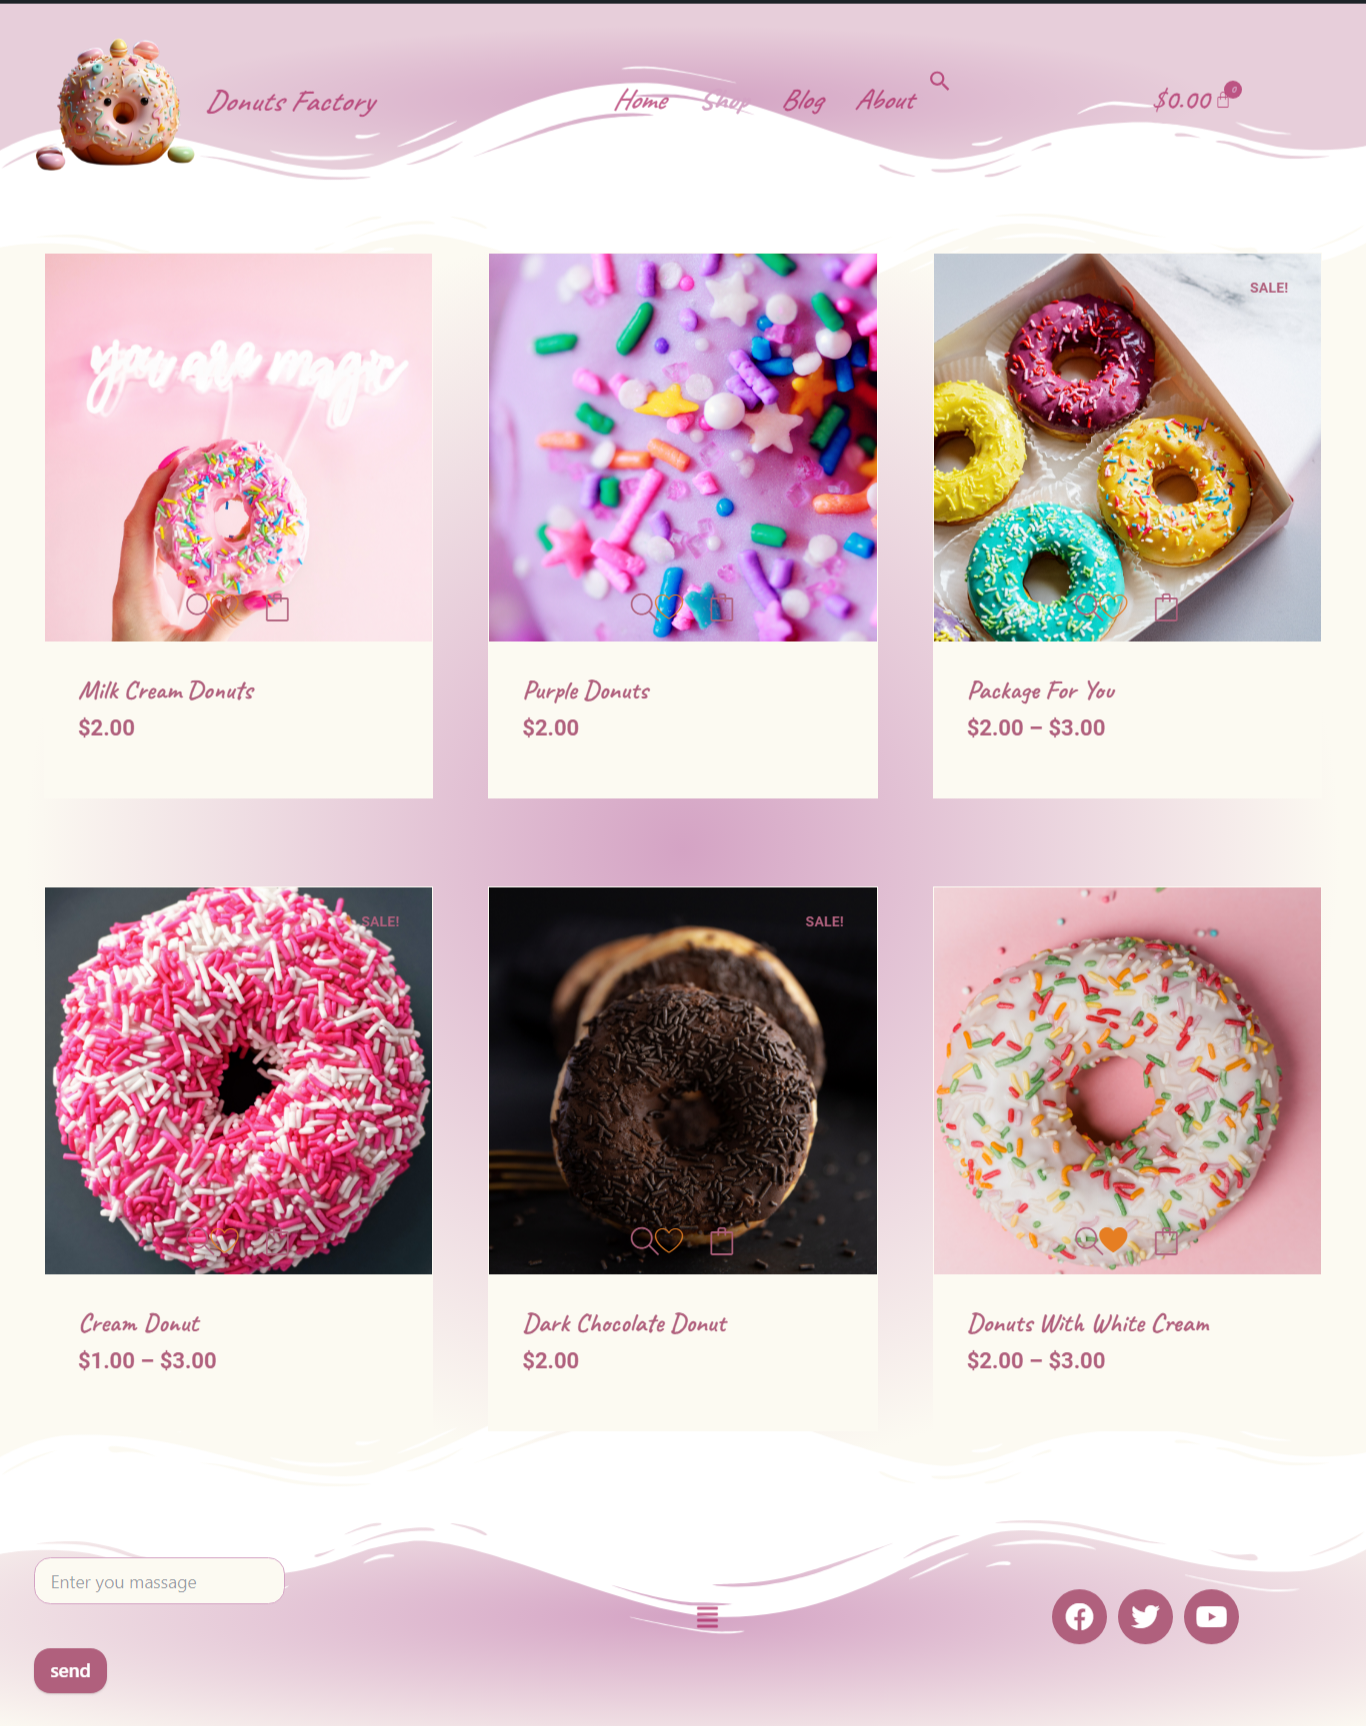 Donuts Factory
Home Shop Blog About
$0.00
0
you are magic
SALE!
Milk Cream Donuts
$2.00
Purple Donuts
$2.00
Package For You
$2.00 – $3.00
SALE!
SALE!
Cream Donut
$1.00 – $3.00
Dark Chocolate Donut
$2.00
Donuts With White Cream
$2.00 – $3.00
Enter you massage
send